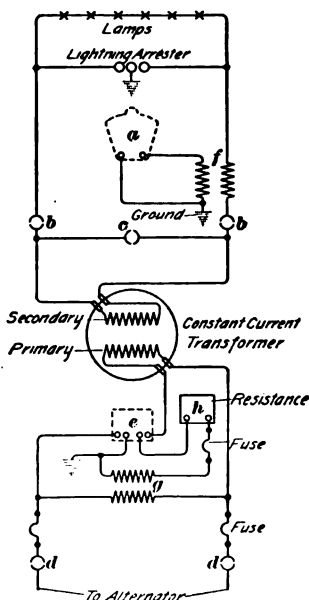 Lamps
Lightning Arrester
a
f
Ground
b
c
b
Secondary
Constant Current
Transformer
Primary
Resistance
h
e
Fuse
g
Fuse
d
d
To Alternator